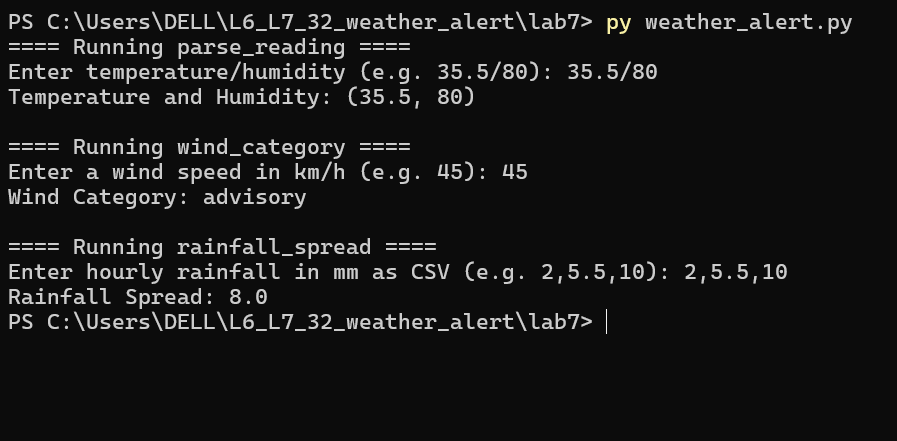 PS C:\Users\DELL\L6_L7_32_weather_alert\lab7> py weather_alert.py
==== Running parse_reading ====
Enter temperature/humidity (e.g. 35.5/80): 35.5/80
Temperature and Humidity: (35.5, 80)
==== Running wind_category ====
Enter a wind speed in km/h (e.g. 45): 45
Wind Category: advisory
==== Running rainfall_spread ====
Enter hourly rainfall in mm as CSV (e.g. 2,5.5,10): 2,5.5,10
Rainfall Spread: 8.0
PS C:\Users\DELL\L6_L7_32_weather_alert\lab7>